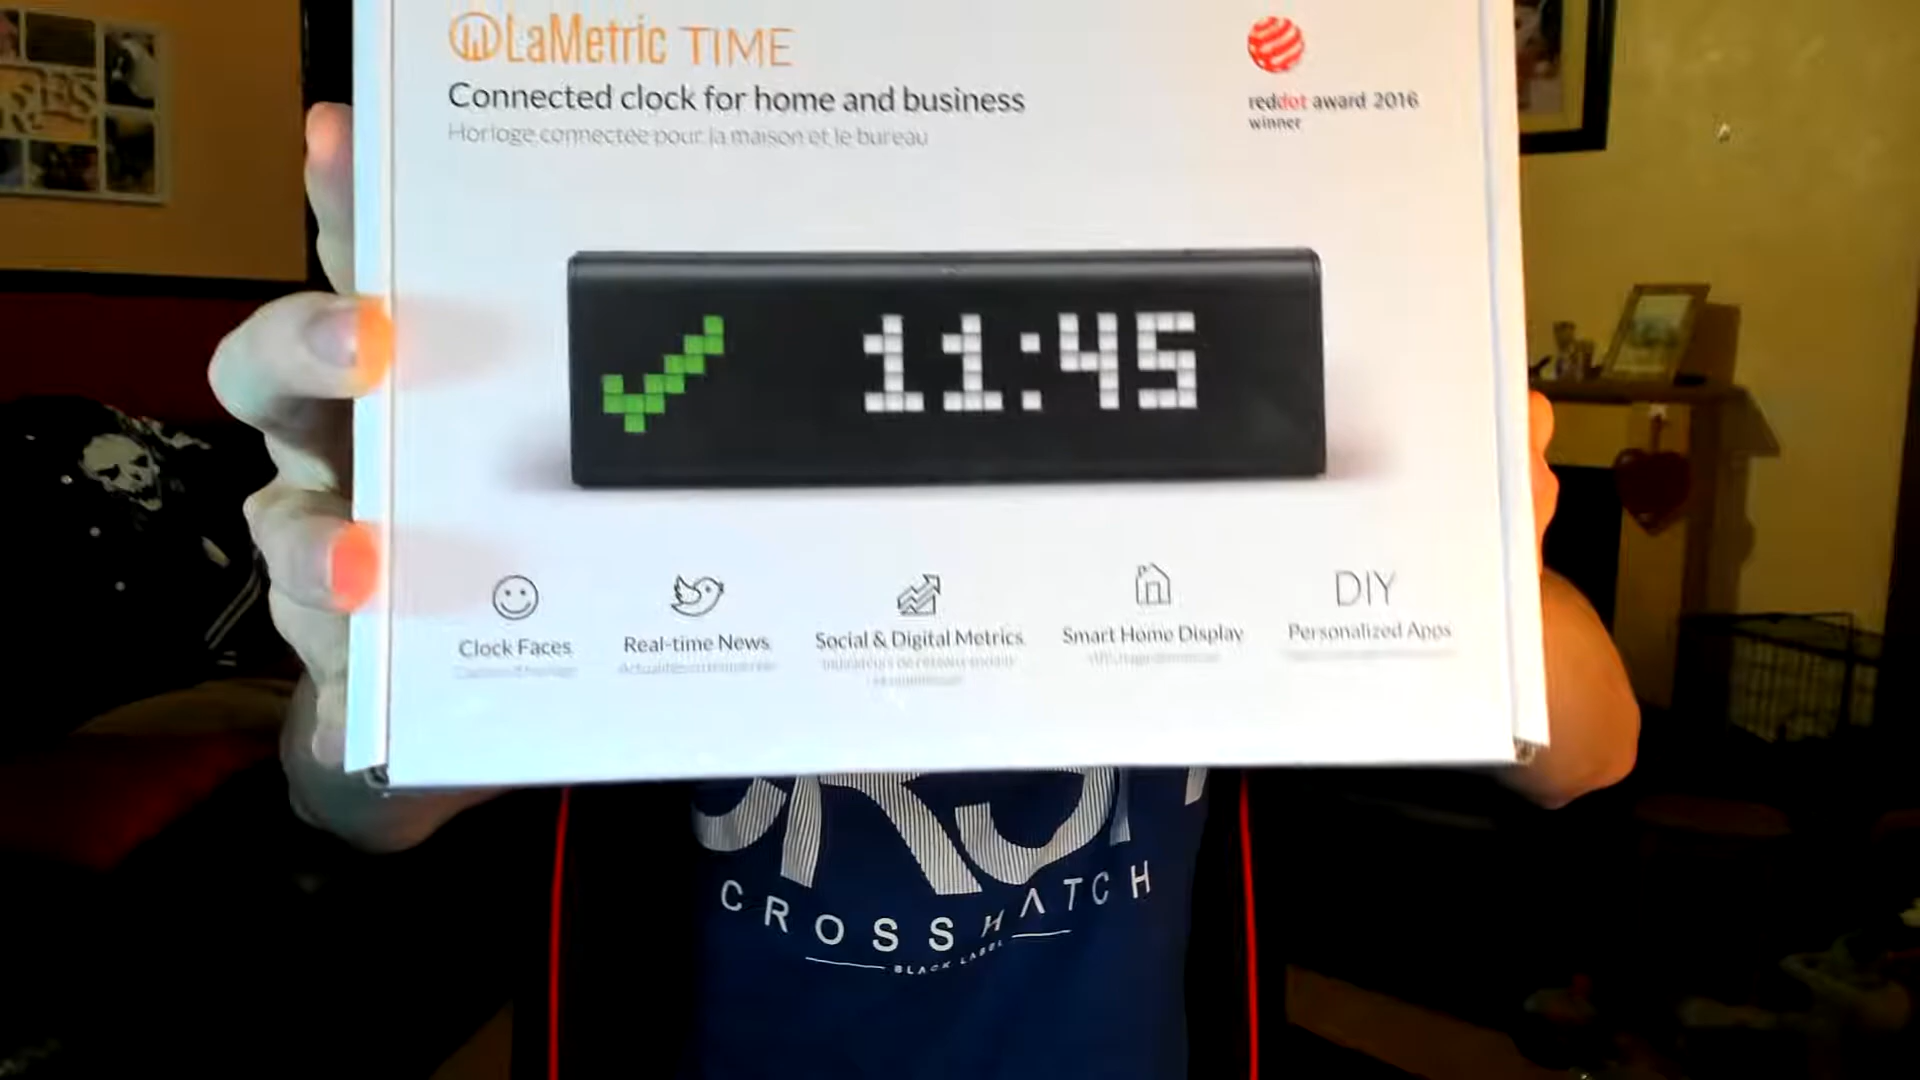 LaMetric TIME
Connected clock for home and business
Horloge connectée pour la maison et le bureau
reddot award 2016
winner
11:45
Clock Faces
Real-time News
Social & Digital Metrics
Smart Home Display
DIY
Personalized Apps
CROSSHATCH
BLACK LABEL